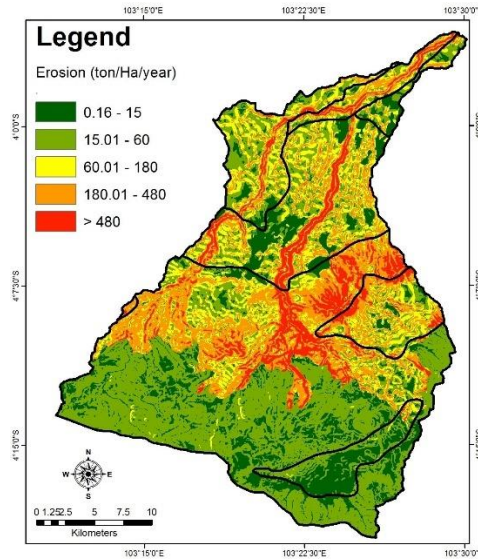 103°15'0"E 103°22'30"E 103°30'0"E
Legend
Erosion (ton/Ha/year)
0.16 - 15
15.01 - 60
60.01 - 180
180.01 - 480
> 480
4°0'0"S
4°7'30"S
4°15'0"S
N
W E
S
0 1.252.5 5 7.5 10
Kilometers
103°15'0"E 103°22'30"E 103°30'0"E